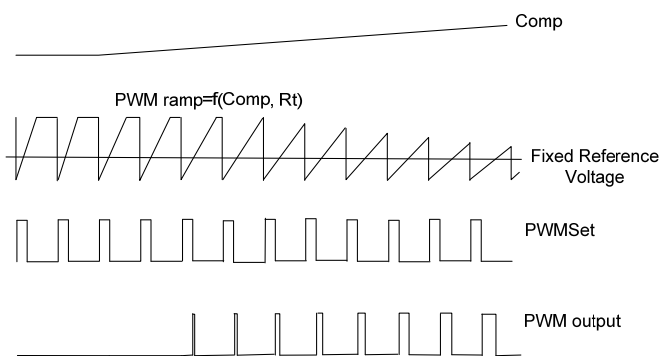 Comp
PWM ramp=f(Comp, Rt)
Fixed Reference
Voltage
PWMSet
PWM output